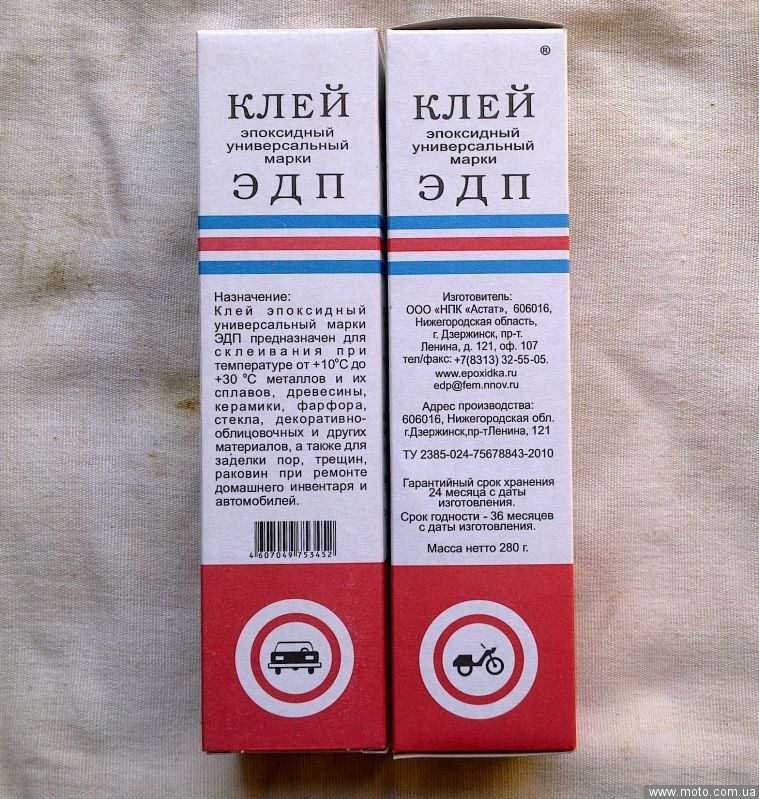 КЛЕЙ
эпоксидный
универсальный
марки
ЭДП
Назначение:
Клей эпоксидный
универсальный марки
ЭДП предназначен для
склеивания при
температуре от +10°С до
+30 °С металлов и их
сплавов, древесины,
керамики, фарфора,
стекла, декоративно-
облицовочных и других
материалов, а также для
заделки пор, трещин,
раковин при ремонте
домашнего инвентаря и
автомобилей.
4 607049 753452
®
КЛЕЙ
эпоксидный
универсальный
марки
ЭДП
Изготовитель:
ООО «НПК «Астат», 606016,
Нижегородская область,
г. Дзержинск, пр-т.
Ленина, д. 121, оф. 107
тел/факс: +7(8313) 32-55-05.
www.epoxidka.ru
edp@fem.nnov.ru
Адрес производства:
606016, Нижегородская обл.
г.Дзержинск,пр-тЛенина, 121
ТУ 2385-024-75678843-2010
Гарантийный срок хранения
24 месяца с даты
изготовления.
Срок годности - 36 месяцев
с даты изготовления.
Масса нетто 280 г.
www.moto.com.ua